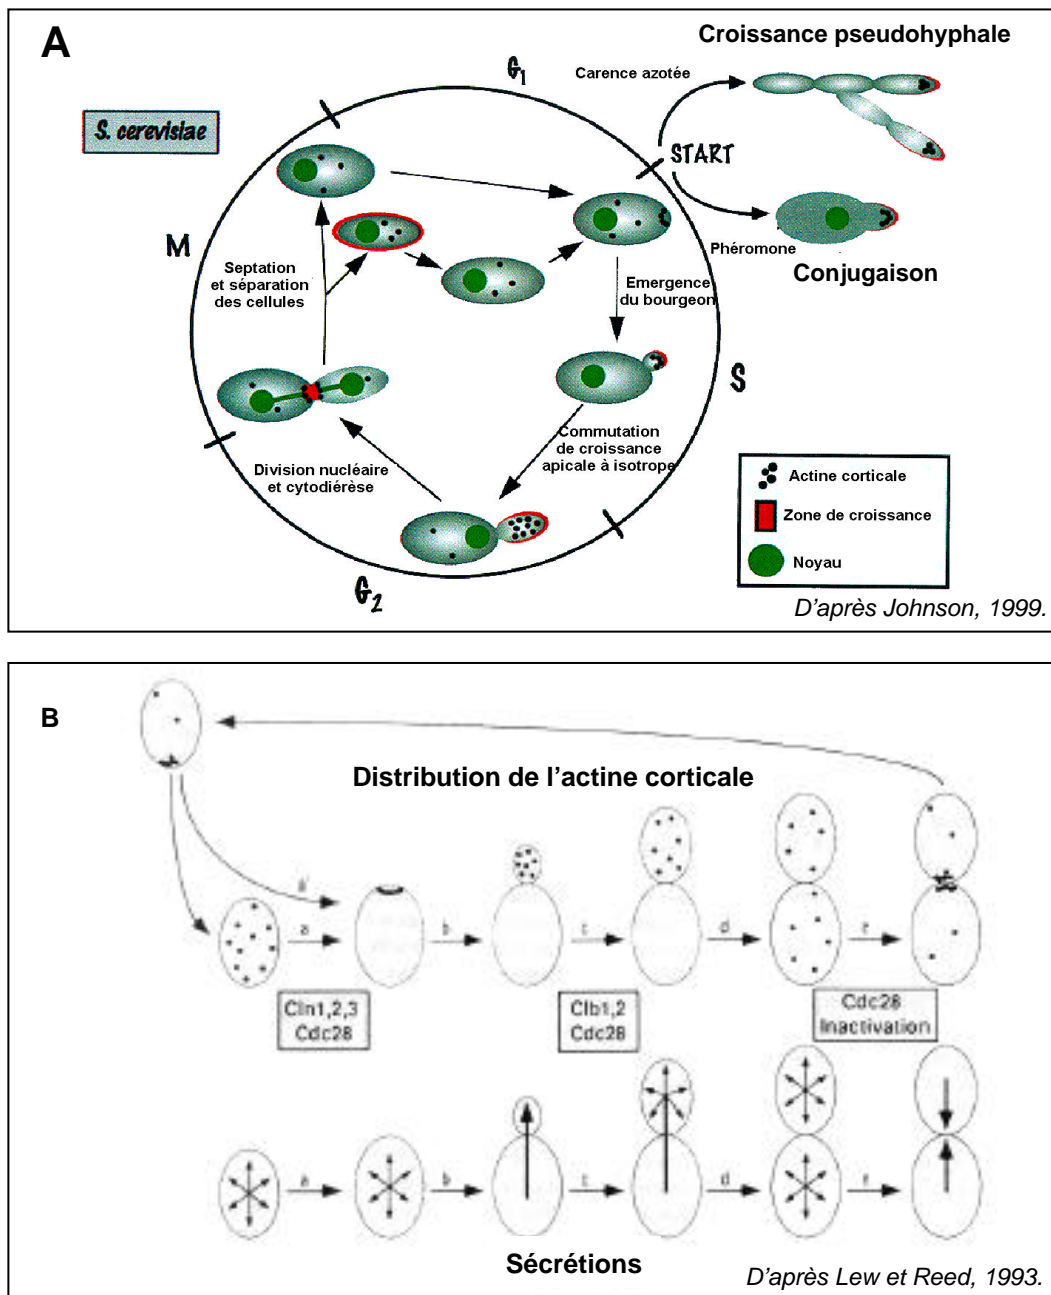 A
Croissance pseudohyphale
G1
Carence azotée
S. cerevisiae
START
M
Phéromone
Conjugaison
Septation
et séparation
des cellules
Emergence
du bourgeon
S
Commutation
de croissance
apicale à isotrope
Division nucléaire
et cytodiérèse
Actine corticale
Zone de croissance
Noyau
G2
D'après Johnson, 1999.
B
Distribution de l'actine corticale
a'
a
b
c
d
Cln1,2,3
Cdc28
Clb1,2
Cdc28
Cdc28
Inactivation
a
b
c
d
Sécrétions
D'après Lew et Reed, 1993.